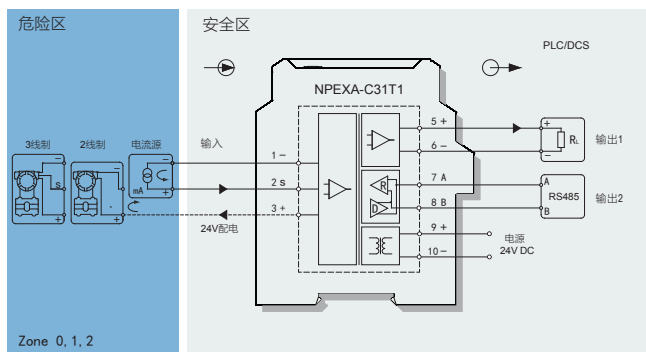 危险区
安全区
PLC/DCS
NPEXA-C31T1
3线制
2线制
电流源
输入
1 −
2 s
3 +
24V配电
5 +
6 −
7 A
8 B
9 +
10 −
+
RL
−
输出1
A
RS485
B
输出2
电源
24V DC
R
D
−
s
+
−
+
−
mA
+
Zone 0,1,2